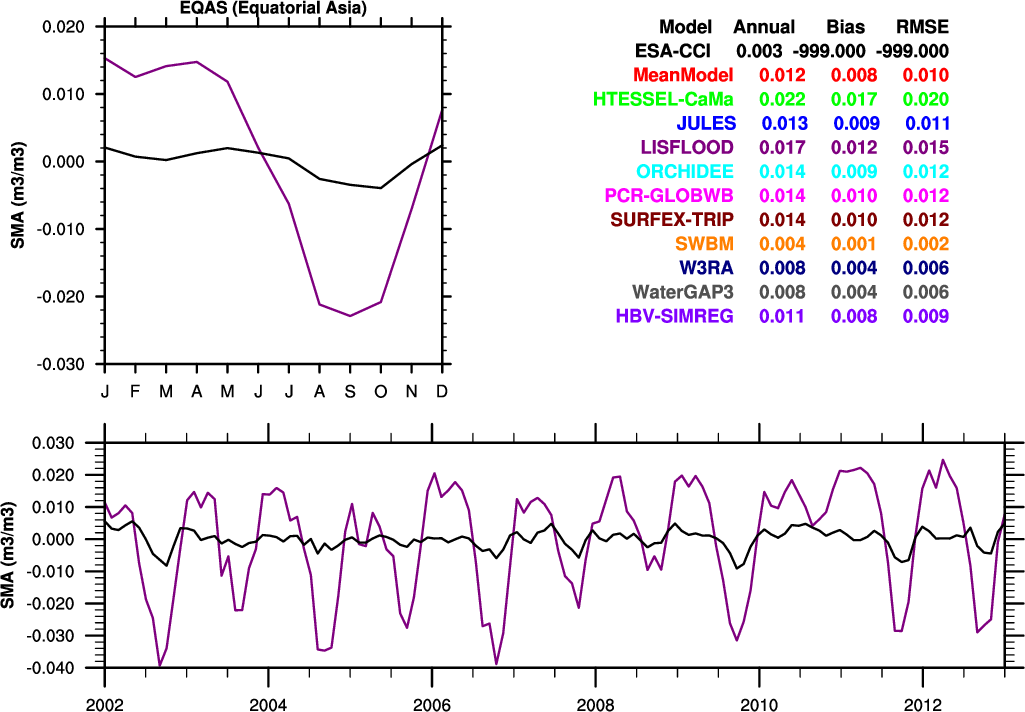 EQAS (Equatorial Asia)
0.020
0.010
0.000
-0.010
-0.020
-0.030
SMA (m3/m3)
J F M A M J J A S O N D
Model Annual Bias RMSE
ESA-CCI 0.003 -999.000 -999.000
MeanModel 0.012 0.008 0.010
HTESSEL-CaMa 0.022 0.017 0.020
JULES 0.013 0.009 0.011
LISFLOOD 0.017 0.012 0.015
ORCHIDEE 0.014 0.009 0.012
PCR-GLOBWB 0.014 0.010 0.012
SURFEX-TRIP 0.014 0.010 0.012
SWBM 0.004 0.001 0.002
W3RA 0.008 0.004 0.006
WaterGAP3 0.008 0.004 0.006
HBV-SIMREG 0.011 0.008 0.009
0.030
0.020
0.010
0.000
-0.010
-0.020
-0.030
-0.040
SMA (m3/m3)
2002 2004 2006 2008 2010 2012